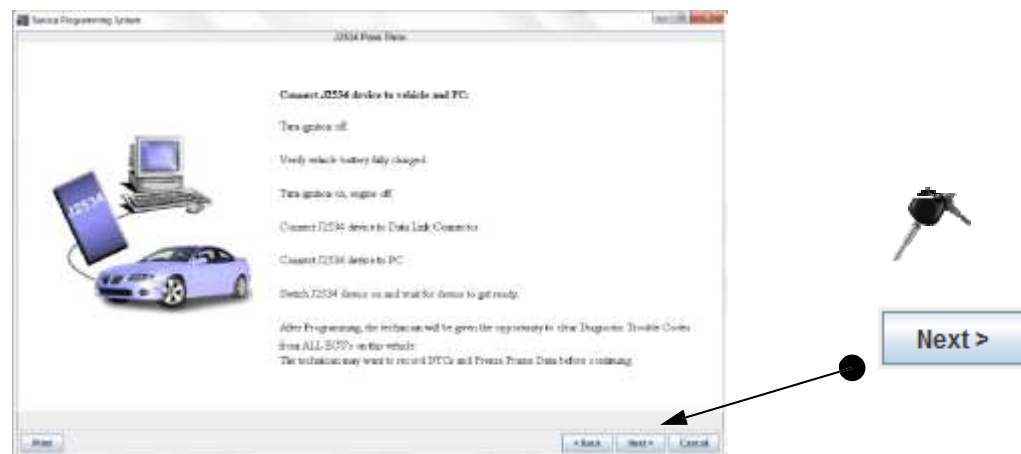 Service Programming System
J2534 Pass Thru
Connect J2534 device to vehicle and PC:
Turn ignition off.
Verify vehicle battery fully charged.
Turn ignition on, engine off.
Connect J2534 device to Data Link Connector
Connect J2534 device to PC
Switch J2534 device on and wait for device to get ready.
After Programming, the technician will be given the opportunity to clear Diagnostic Trouble Codes
from ALL ECU's on this vehicle.
The technician may want to record DTCs and Freeze Frame Data before continuing.
J2534
Next >
Print
< Back Next > Cancel